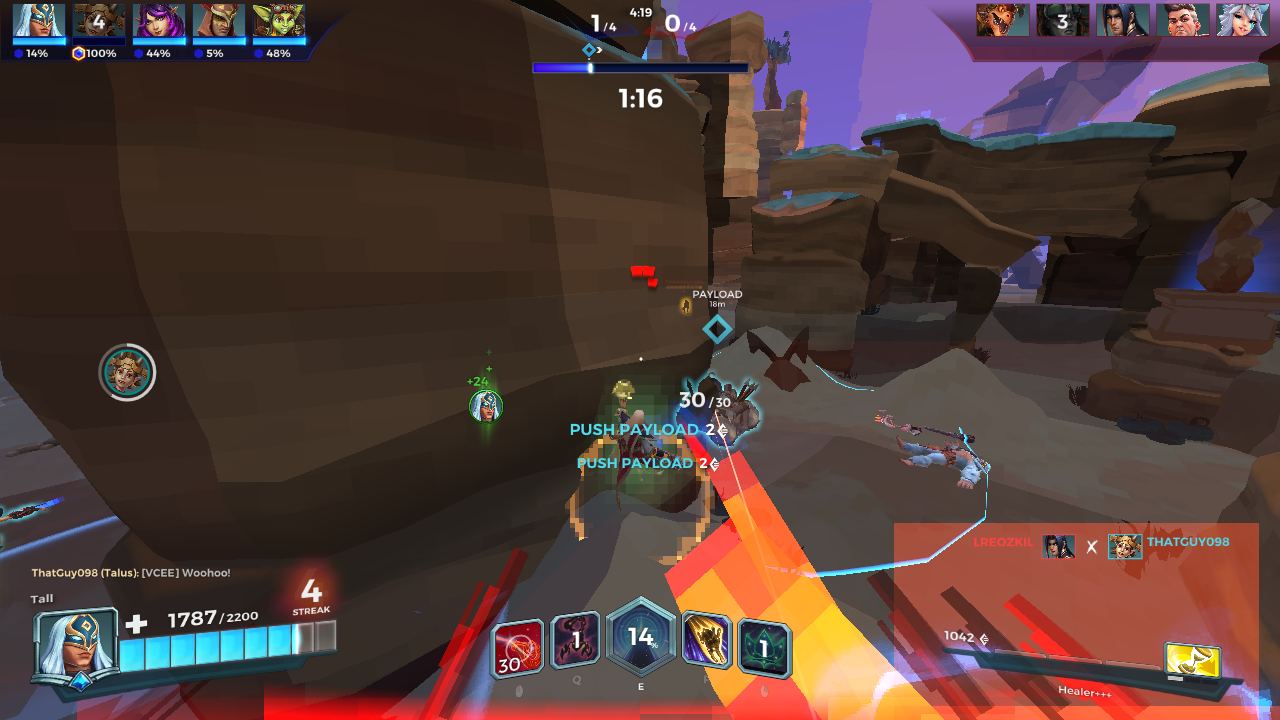 4:19
1/4 0/4
4
3
14% 100% 44% 5% 48%
1:16
PAYLOAD
18m
+24
30/30
PUSH PAYLOAD 2
PUSH PAYLOAD 2
LREOZKIL X THATGUY098
ThatGuy098 (Talus): [VCEE] Woohoo!
Tall
4
STREAK
1787/2200
30
1
14%
1
Q
E
1042
Healer+++